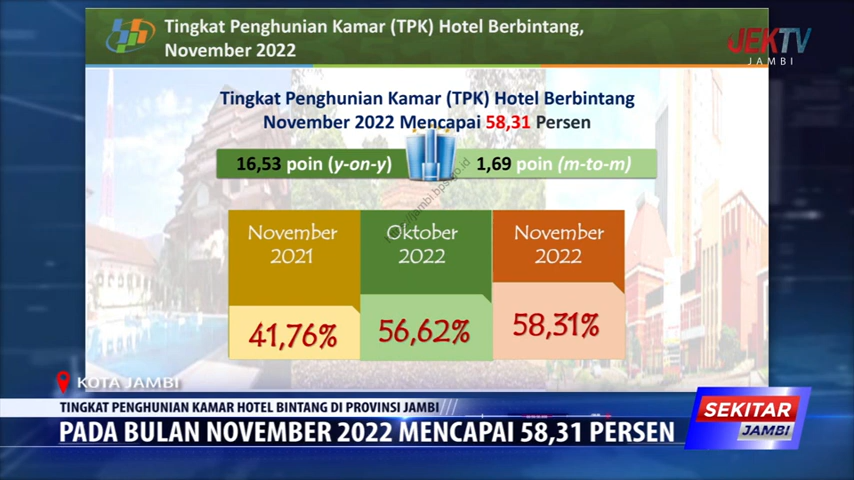 Tingkat Penghunian Kamar (TPK) Hotel Berbintang,
November 2022
JEKTV
JAMBI
Tingkat Penghunian Kamar (TPK) Hotel Berbintang
November 2022 Mencapai 58,31 Persen
16,53 poin (y-on-y)
1,69 poin (m-to-m)
November
2021
Oktober
2022
November
2022
41,76%
56,62%
58,31%
KOTA JAMBI
TINGKAT PENGHUNIAN KAMAR HOTEL BINTANG DI PROVINSI JAMBI
PADA BULAN NOVEMBER 2022 MENCAPAI 58,31 PERSEN
SEKITAR
JAMBI